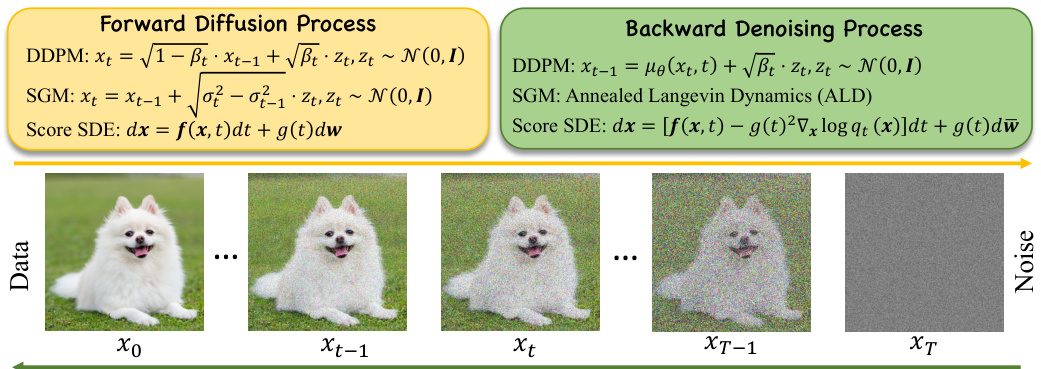 Forward Diffusion Process
DDPM: $x_t = \sqrt{1-\beta_t} \cdot x_{t-1} + \sqrt{\beta_t} \cdot z_t, z_t \sim \mathcal{N}(0, \boldsymbol{I})$
SGM: $x_t = x_{t-1} + \sqrt{\sigma_t^2 - \sigma_{t-1}^2} \cdot z_t, z_t \sim \mathcal{N}(0, \boldsymbol{I})$
Score SDE: $d\boldsymbol{x} = \boldsymbol{f}(\boldsymbol{x}, t)dt + g(t)d\boldsymbol{w}$
Backward Denoising Process
DDPM: $x_{t-1} = \mu_\theta(x_t, t) + \sqrt{\beta_t} \cdot z_t, z_t \sim \mathcal{N}(0, \boldsymbol{I})$
SGM: Annealed Langevin Dynamics (ALD)
Score SDE: $d\boldsymbol{x} = [\boldsymbol{f}(\boldsymbol{x}, t) - g(t)^2 \nabla_{\boldsymbol{x}} \log q_t(\boldsymbol{x})]dt + g(t)d\overline{\boldsymbol{w}}$
Data
... ...
Noise
$x_0$ $x_{t-1}$ $x_t$ $x_{T-1}$ $x_T$